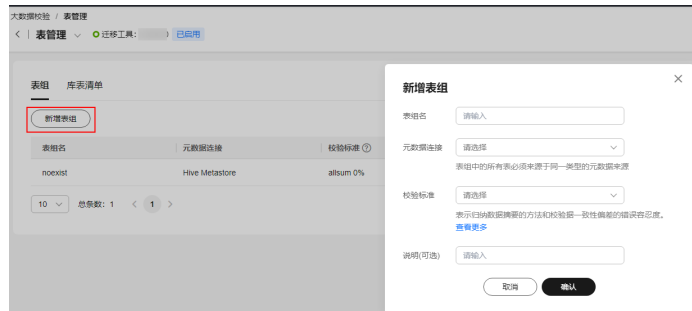 大数据校验 / 表管理
表管理 迁移工具: 已启用
表组 库表清单
新增表组
表组名 元数据连接 校验标准
noexist Hive Metastore allsum 0%
10 总条数: 1 < 1 >
新增表组
表组名 请输入
元数据连接 请选择
表组中的所有表必须来源于同一类型的元数据来源
校验标准 请选择
表示归纳数据摘要的方法和校验据一致性偏差的错误容忍度。
查看更多
说明(可选) 请输入
取消 确认